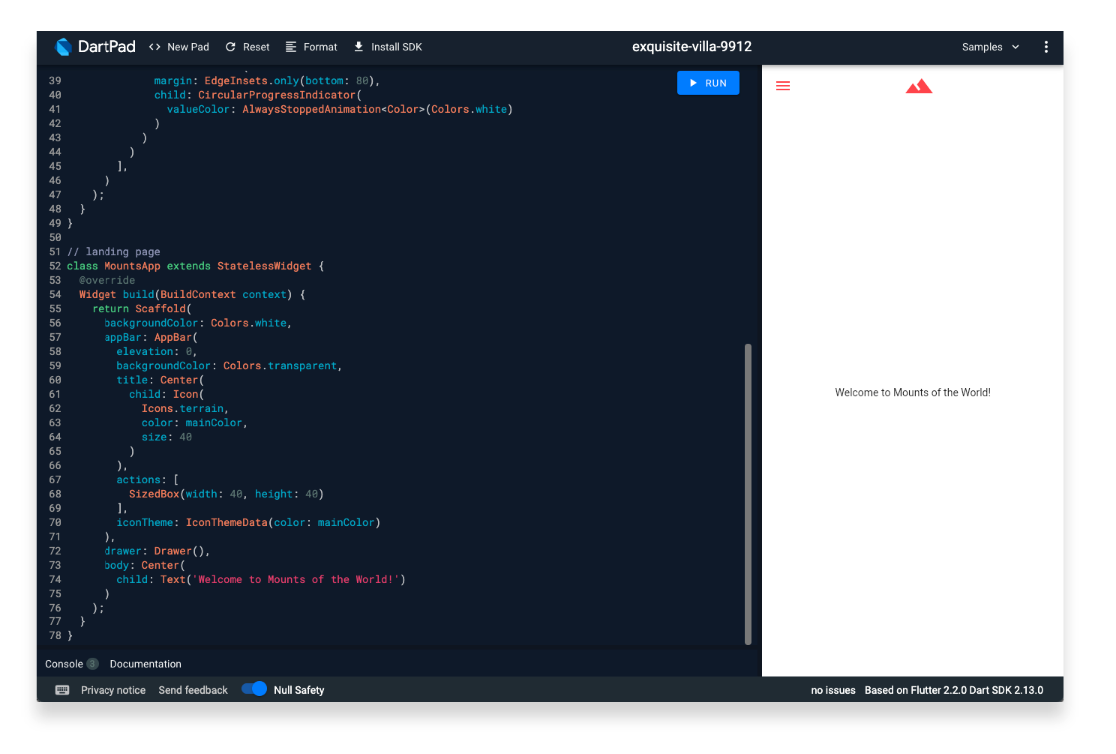 DartPad <> New Pad Reset Format Install SDK exquisite-villa-9912 Samples
39 margin: EdgeInsets.only(bottom: 80),
40 child: CircularProgressIndicator(
41 valueColor: AlwaysStoppedAnimation<Color>(Colors.white)
42 )
43 )
44 )
45 ],
46 )
47 );
48 }
49 }
50
51 // landing page
52 class MountsApp extends StatelessWidget {
53 @override
54 Widget build(BuildContext context) {
55 return Scaffold(
56 backgroundColor: Colors.white,
57 appBar: AppBar(
58 elevation: 0,
59 backgroundColor: Colors.transparent,
60 title: Center(
61 child: Icon(
62 Icons.terrain,
63 color: mainColor,
64 size: 40
65 )
66 ),
67 actions: [
68 SizedBox(width: 40, height: 40)
69 ],
70 iconTheme: IconThemeData(color: mainColor)
71 ),
72 drawer: Drawer(),
73 body: Center(
74 child: Text('Welcome to Mounts of the World!')
75 )
76 );
77 }
78 }
RUN
Welcome to Mounts of the World!
Console 3 Documentation
Privacy notice Send feedback Null Safety no issues Based on Flutter 2.2.0 Dart SDK 2.13.0